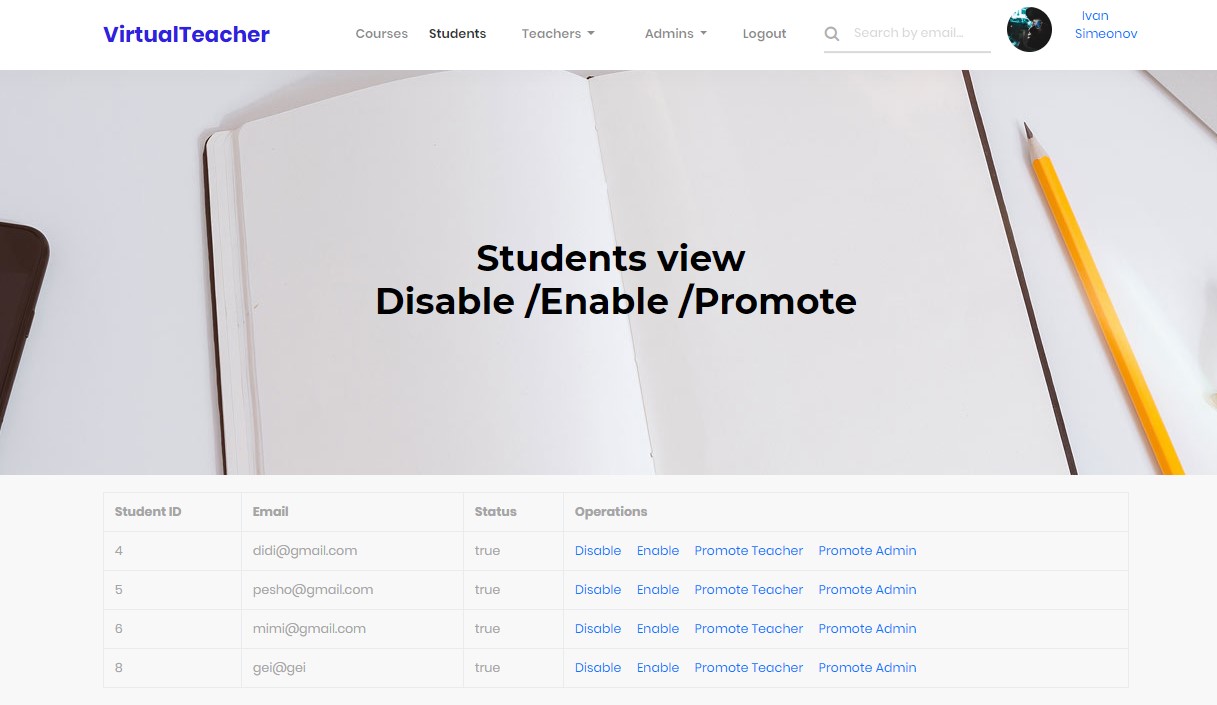 VirtualTeacher
Courses
Students
Teachers
Admins
Logout
Search by email...
Ivan
Simeonov
Students view
Disable /Enable /Promote
Student ID Email Status Operations
4 didi@gmail.com true Disable Enable Promote Teacher Promote Admin
5 pesho@gmail.com true Disable Enable Promote Teacher Promote Admin
6 mimi@gmail.com true Disable Enable Promote Teacher Promote Admin
8 gei@gei true Disable Enable Promote Teacher Promote Admin